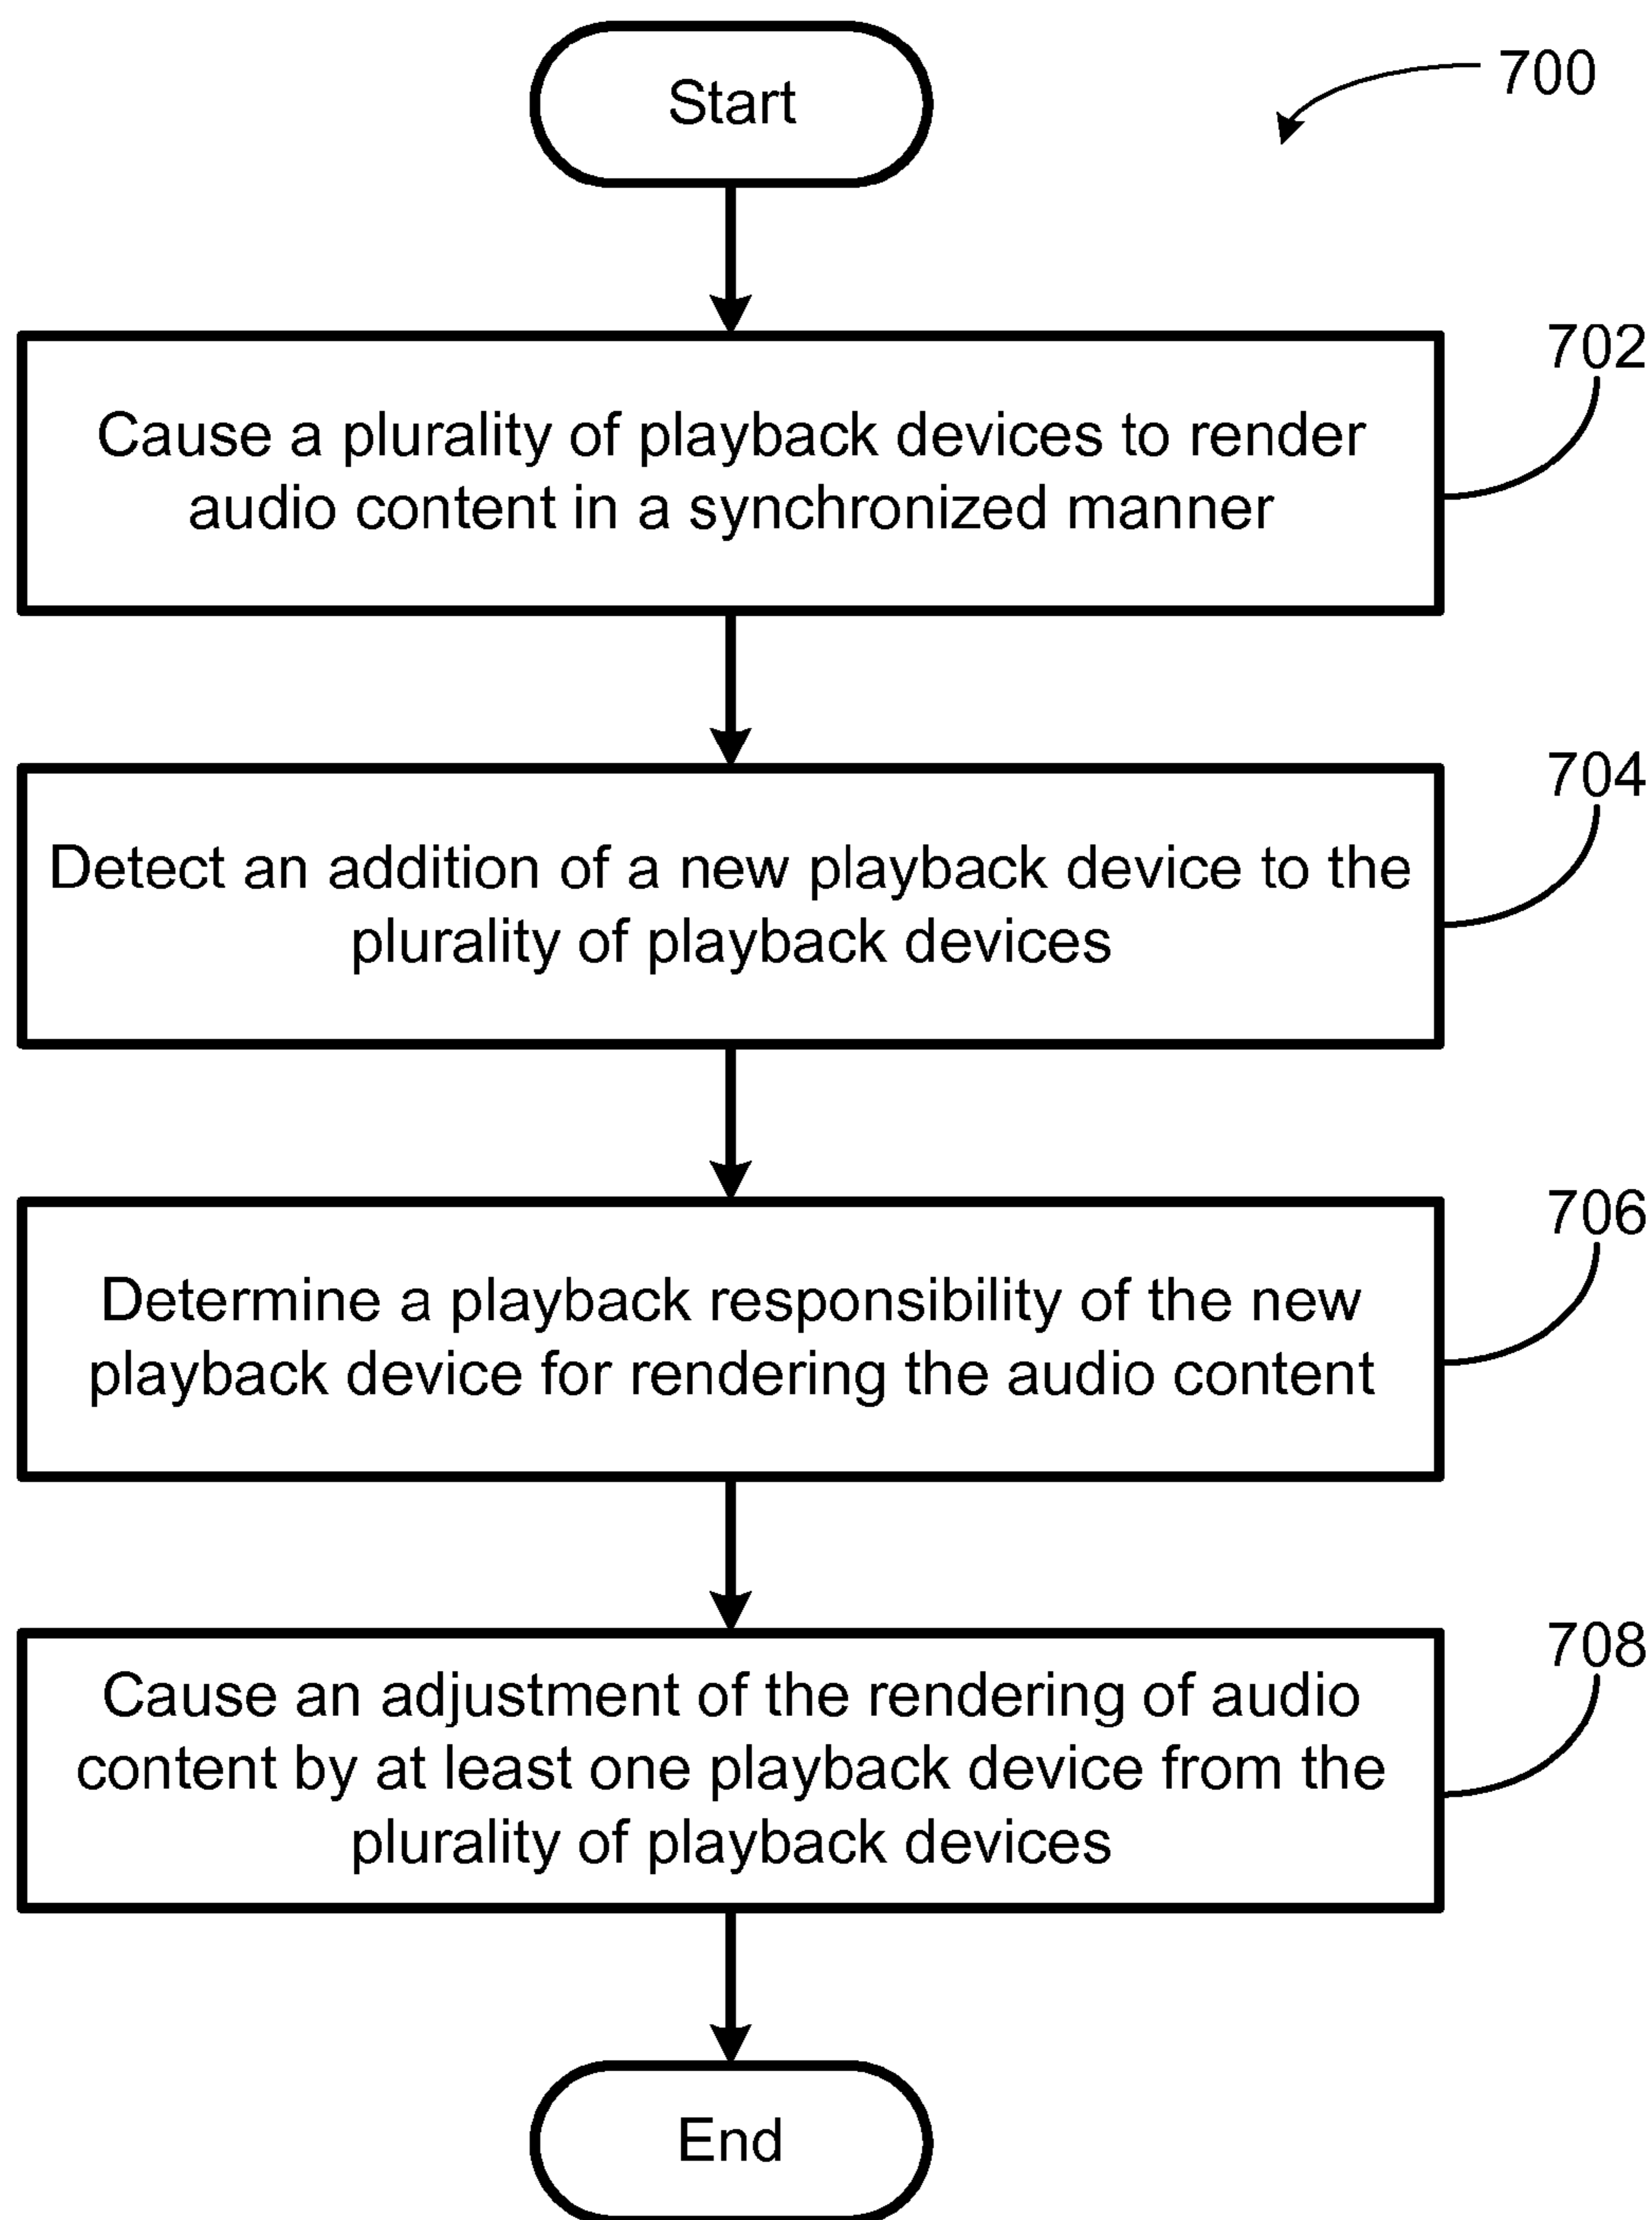 Start
700
702
Cause a plurality of playback devices to render
audio content in a synchronized manner
704
Detect an addition of a new playback device to the
plurality of playback devices
706
Determine a playback responsibility of the new
playback device for rendering the audio content
708
Cause an adjustment of the rendering of audio
content by at least one playback device from the
plurality of playback devices
End